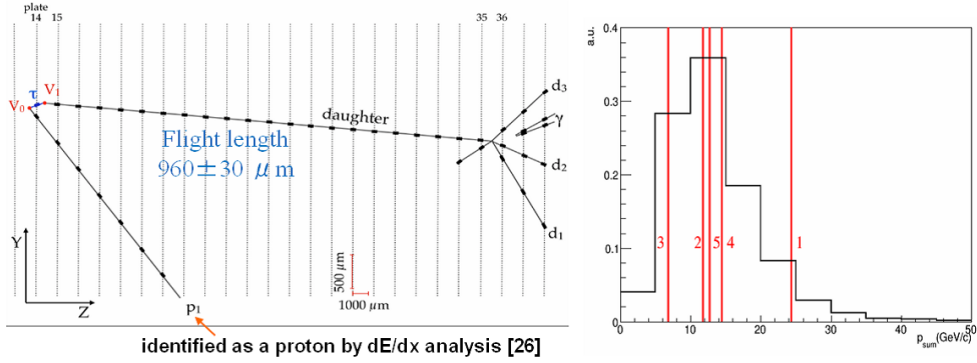 plate
14 15
35 36
τ
V₁
V₀
daughter
d₃
γ
d₂
d₁
Flight length
960±30 μm
Y
Z
p₁
500 μm
1000 μm
identified as a proton by dE/dx analysis [26]
a.u.
0.4
0.3
0.2
0.1
0
3 2 5 4 1
0 10 20 30 40 50
p_sum(GeV/c)